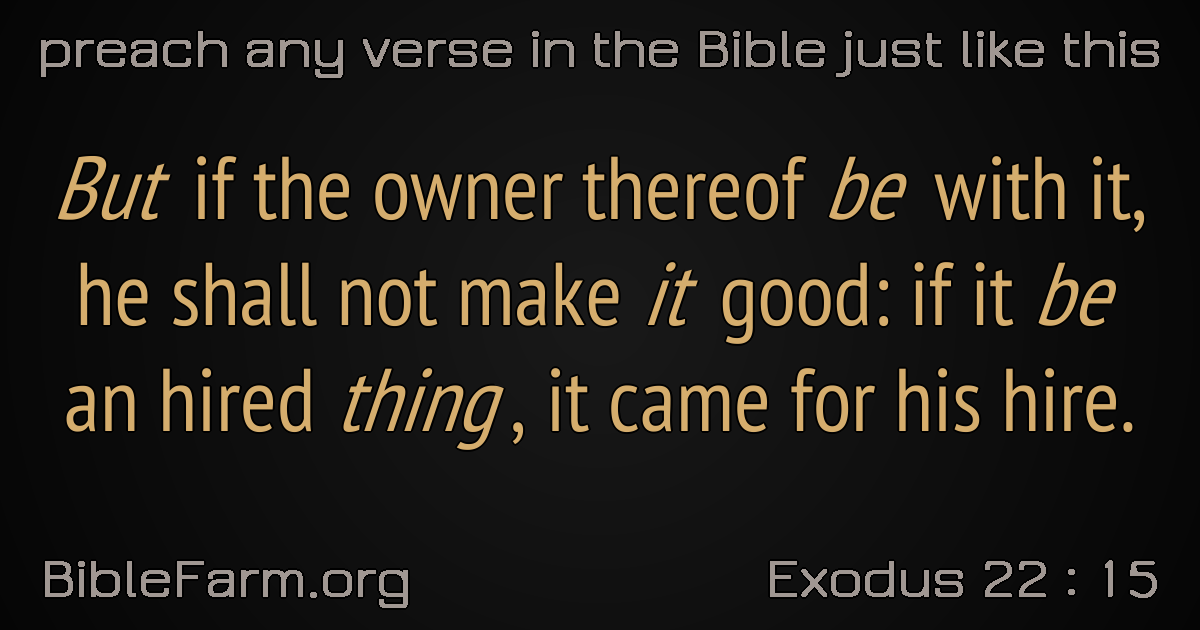 preach any verse in the Bible just like this
But if the owner thereof be with it,
he shall not make it good: if it be
an hired thing, it came for his hire.
BibleFarm.org
Exodus 22 : 15